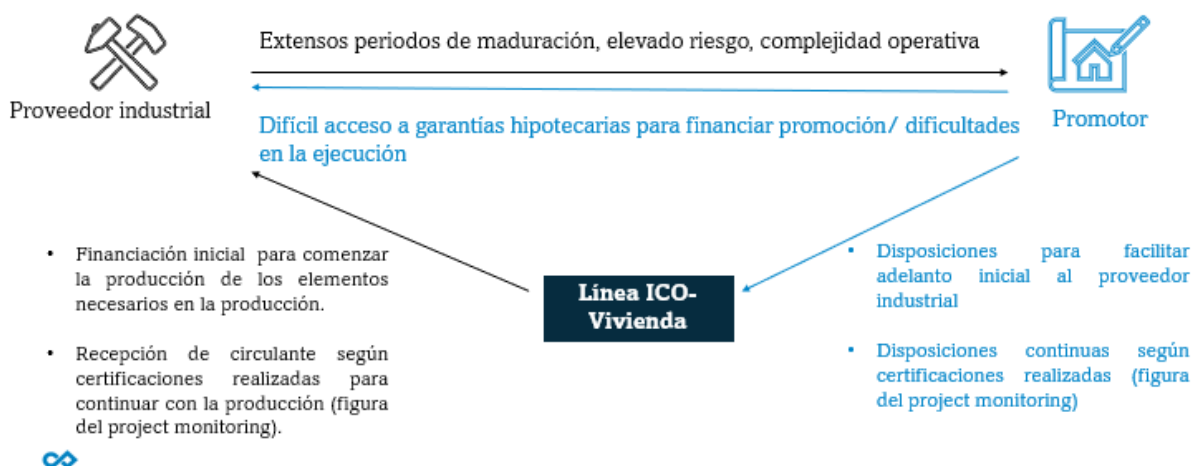 Extensos periodos de maduración, elevado riesgo, complejidad operativa
Proveedor industrial
Promotor
Difícil acceso a garantías hipotecarias para financiar promoción/ dificultades
en la ejecución
• Financiación inicial para comenzar
la producción de los elementos
necesarios en la producción.
• Recepción de circulante según
certificaciones realizadas para
continuar con la producción (figura
del project monitoring).
Línea ICO-
Vivienda
• Disposiciones para facilitar
adelanto inicial al proveedor
industrial
• Disposiciones continuas según
certificaciones realizadas (figura
del project monitoring)